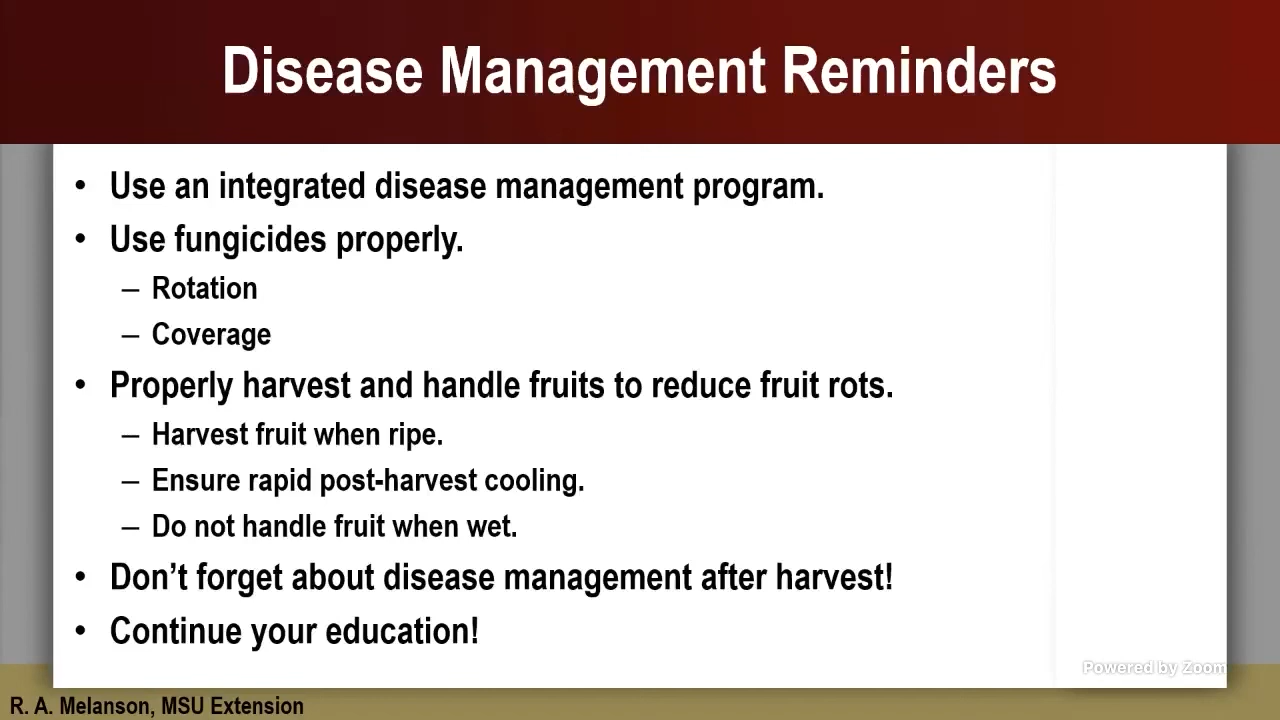 Disease Management Reminders
• Use an integrated disease management program.
• Use fungicides properly.
– Rotation
– Coverage
• Properly harvest and handle fruits to reduce fruit rots.
– Harvest fruit when ripe.
– Ensure rapid post-harvest cooling.
– Do not handle fruit when wet.
• Don’t forget about disease management after harvest!
• Continue your education!
Powered by Zoom
R. A. Melanson, MSU Extension